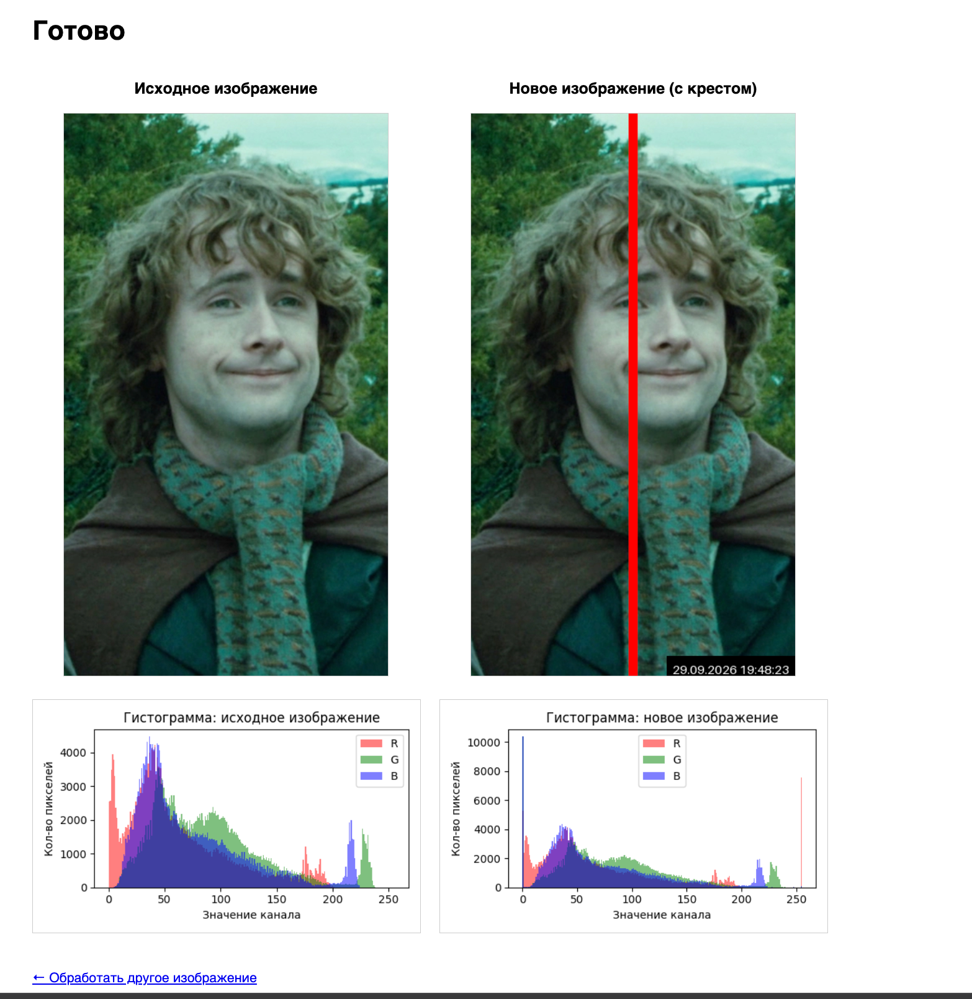 Готово
Исходное изображение
Новое изображение (с крестом)
29.09.2026 19:48:23
Гистограмма: исходное изображение
Кол-во пикселей
4000
3000
2000
1000
0
R
G
B
0 50 100 150 200 250
Значение канала
Гистограмма: новое изображение
Кол-во пикселей
10000
8000
6000
4000
2000
0
R
G
B
0 50 100 150 200 250
Значение канала
← Обработать другое изображение